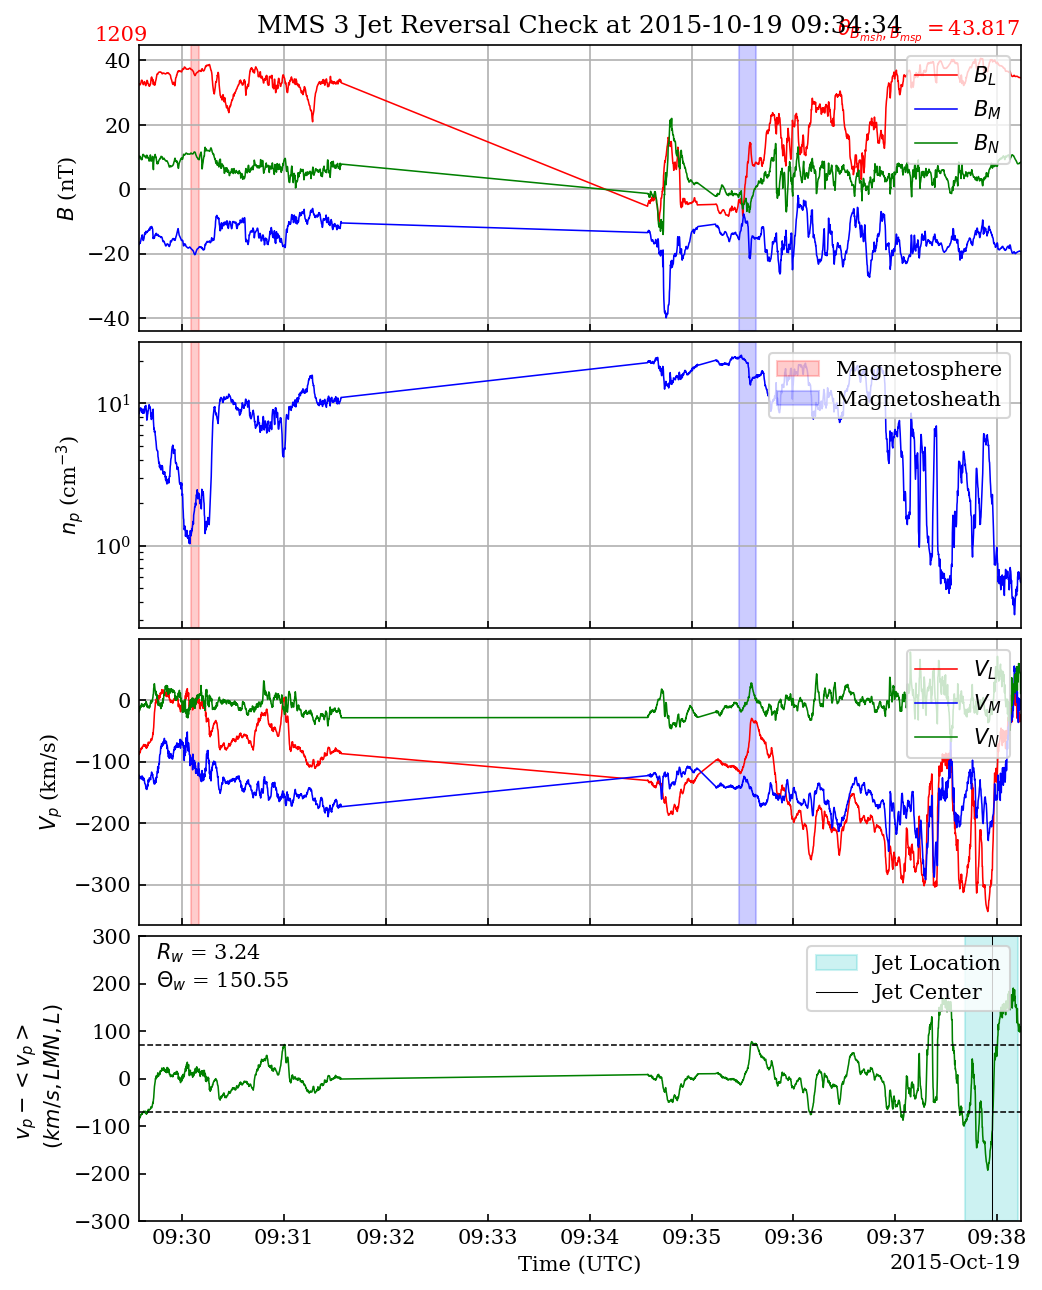 1209
MMS 3 Jet Reversal Check at 2015-10-19 09:34:34
θ_{B_{msh}, B_{msp}} = 43.817
40
20
0
−20
−40
B (nT)
B_L
B_M
B_N
10^1
10^0
n_p (cm^{−3})
Magnetosphere
Magnetosheath
0
−100
−200
−300
V_p (km/s)
V_L
V_M
V_N
300
200
100
0
−100
−200
−300
v_p − < v_p >
(km/s, LMN, L)
R_w = 3.24
Θ_w = 150.55
Jet Location
Jet Center
09:30 09:31 09:32 09:33 09:34 09:35 09:36 09:37 09:38
Time (UTC)
2015-Oct-19